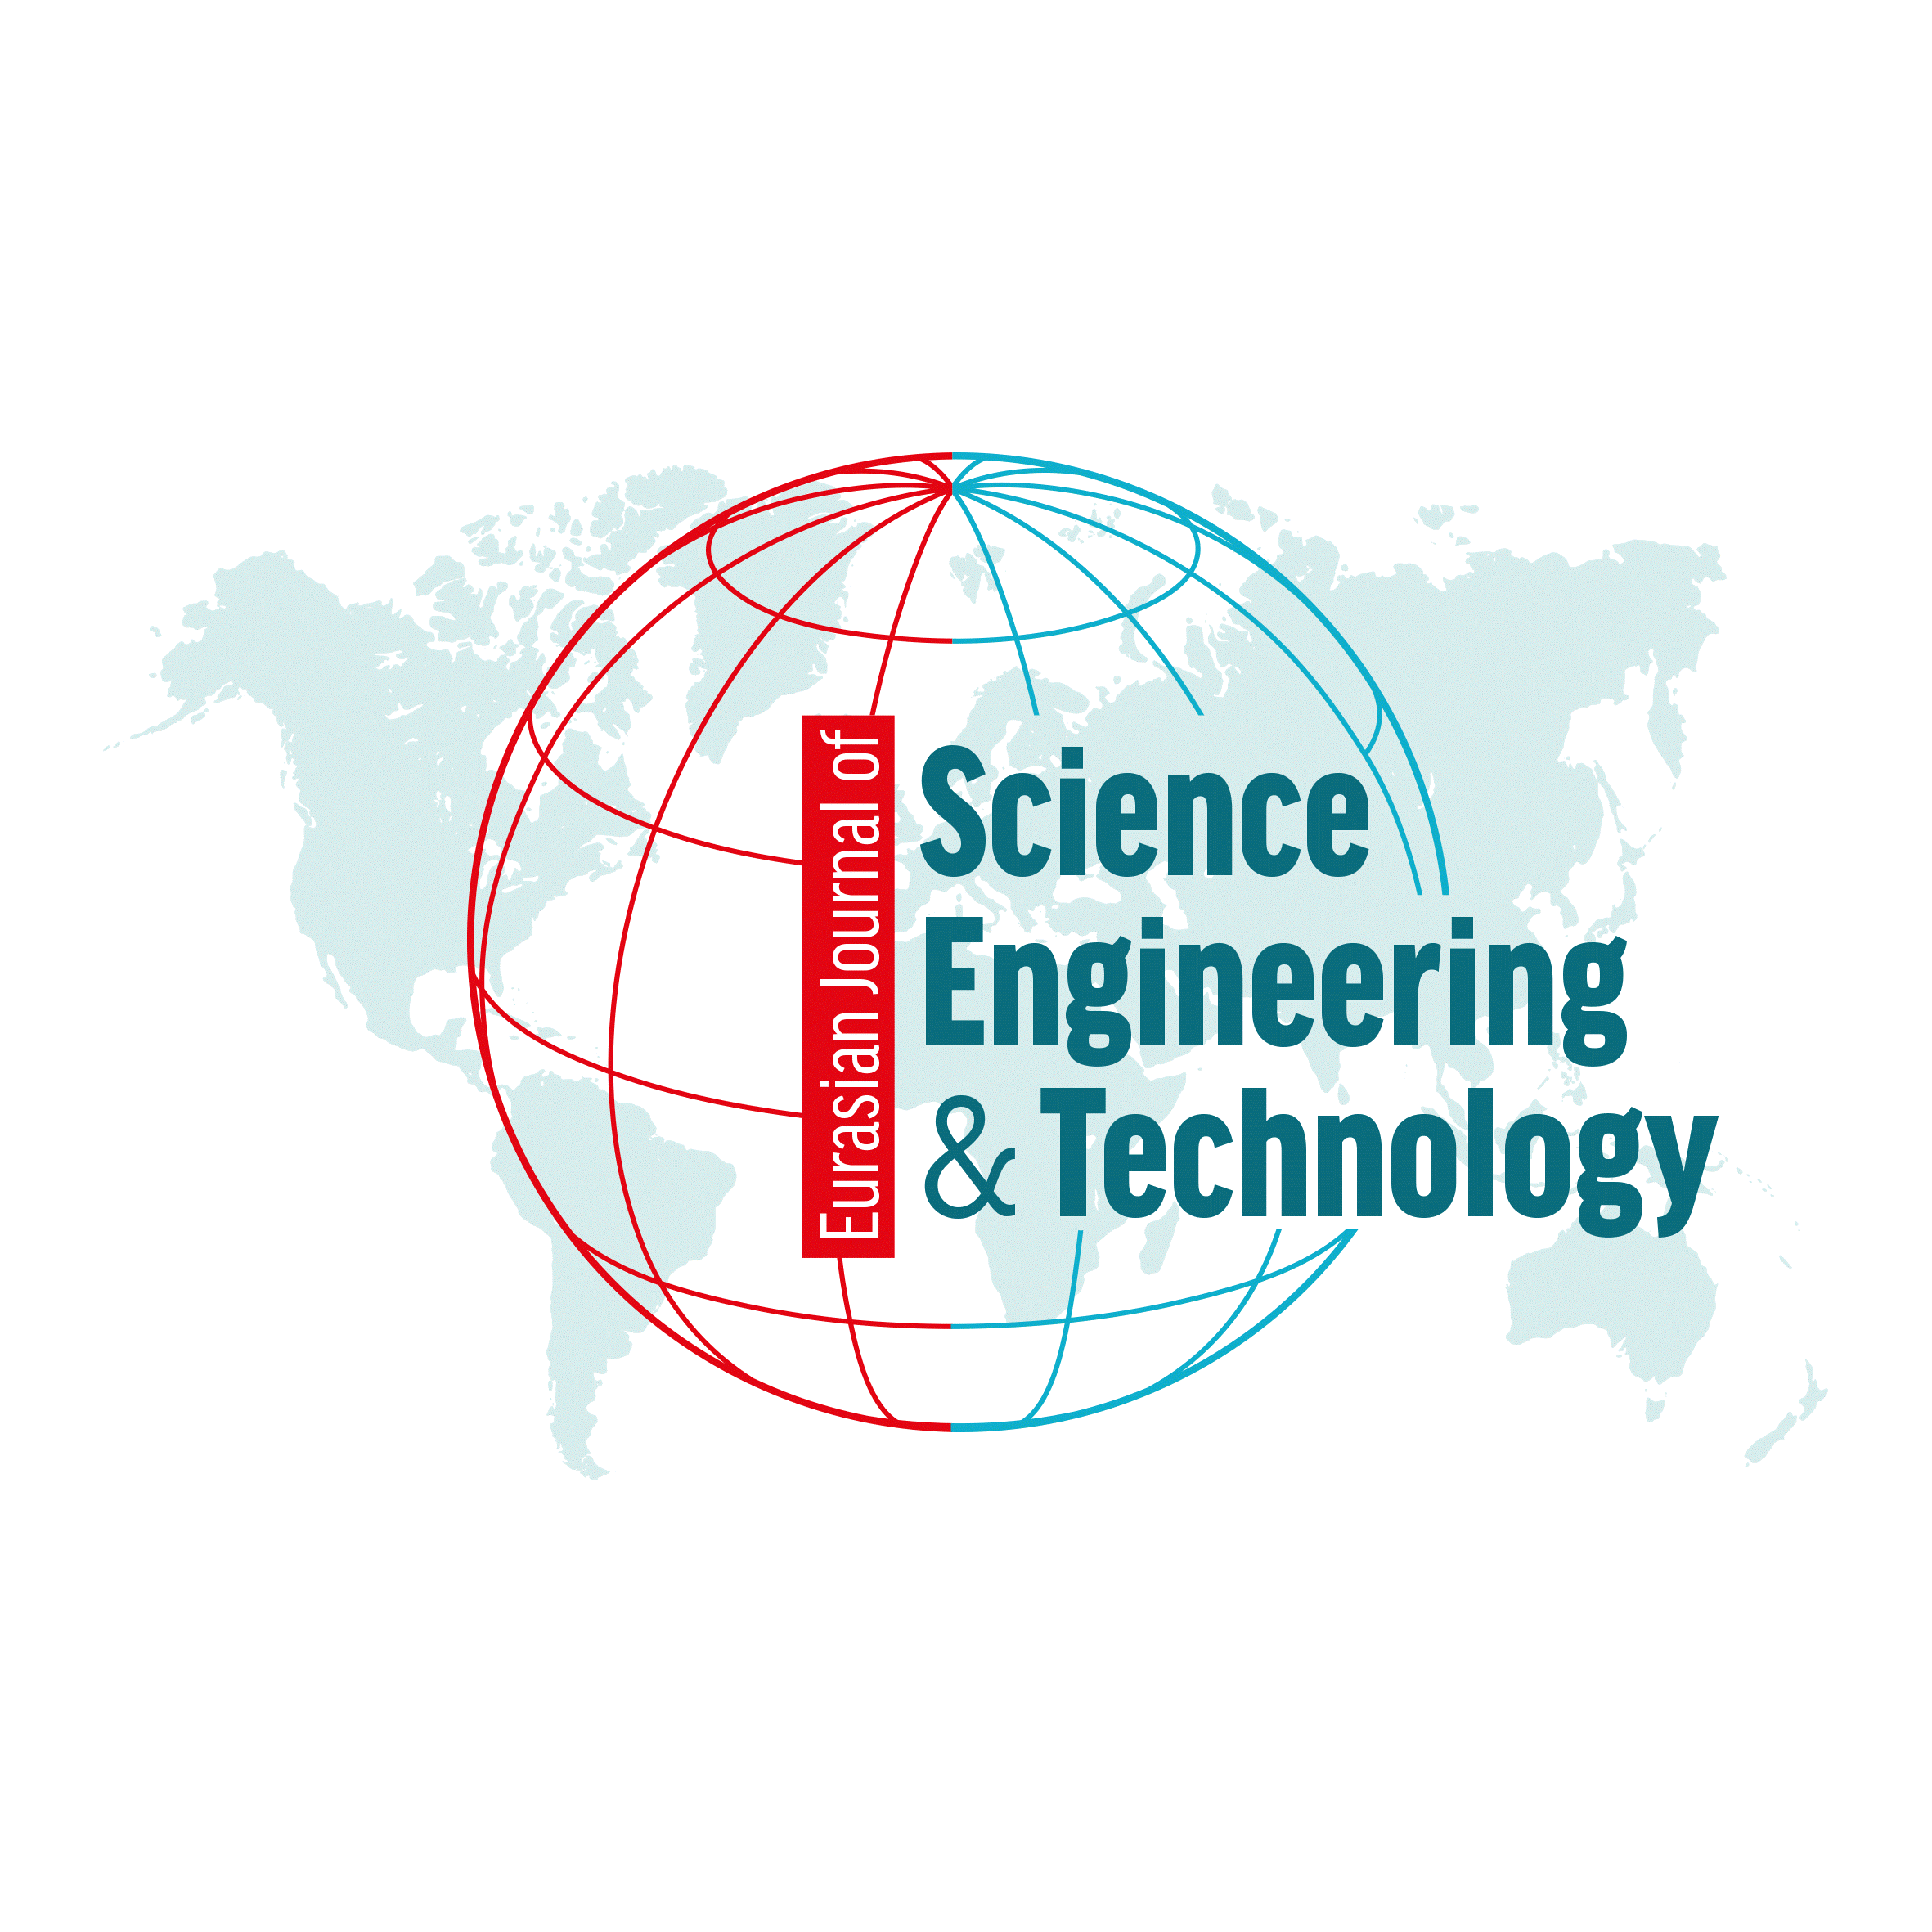 Eurasian Journal of
Science
Engineering
& Technology